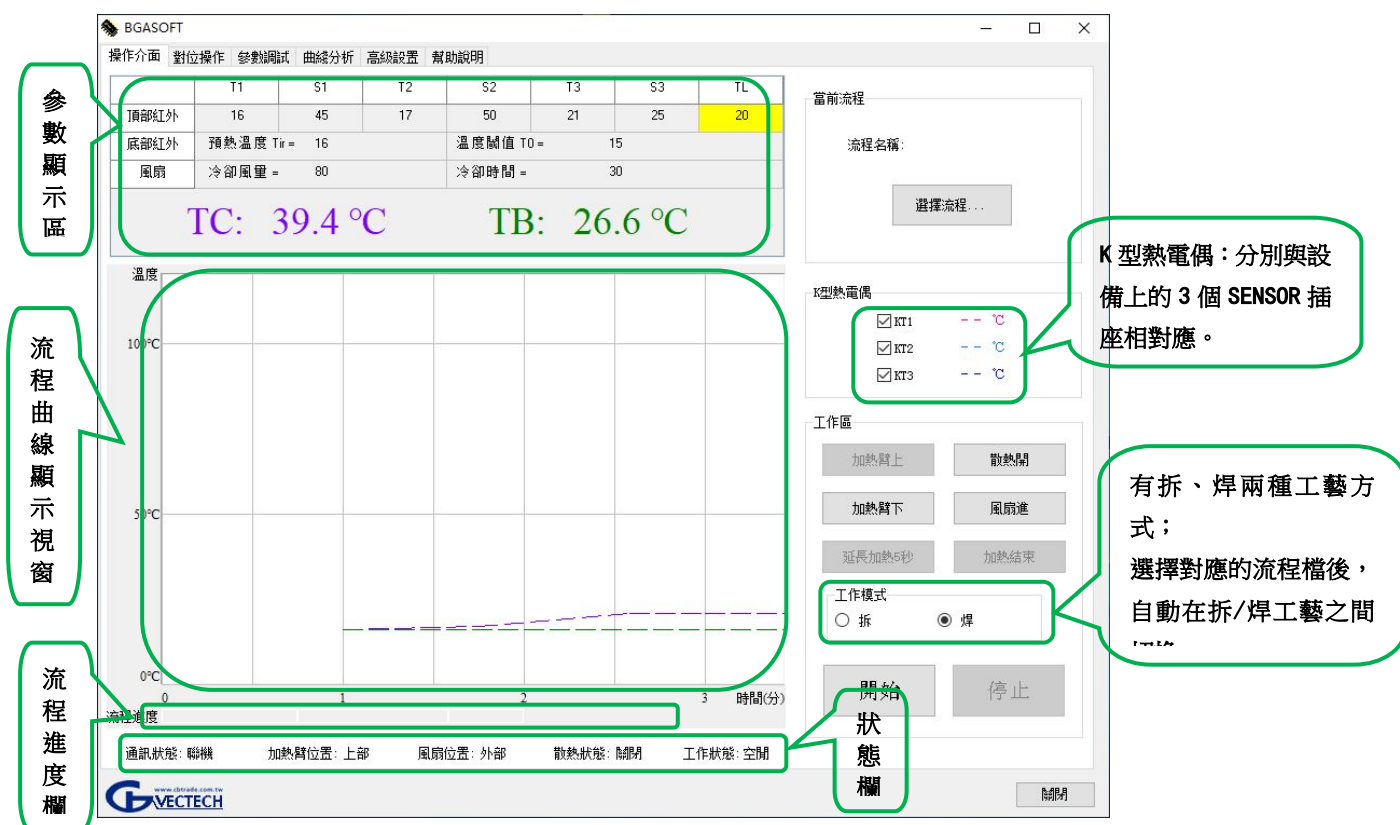 BGASOFT
操作介面 對位操作 參數調試 曲綫分析 高級設置 幫助說明
參數顯示區
T1 S1 T2 S2 T3 S3 TL
頂部紅外 16 45 17 50 21 25 20
底部紅外 預熱溫度 Tir= 16 溫度閾值 T0= 15
風扇 冷卻風量 = 80 冷卻時間 = 30
TC: 39.4 ℃ TB: 26.6 ℃
當前流程
流程名稱:
選擇流程...
K型熱電偶
KT1 -- ℃
KT2 -- ℃
KT3 -- ℃
K 型熱電偶：分別與設
備上的 3 個 SENSOR 插
座相對應。
流程曲線顯示視窗
溫度
100℃
50℃
0℃
0 1 2 3 時間(分)
工作區
加熱臂上 散熱開
加熱臂下 風扇進
延長加熱5秒 加熱結束
工作模式
拆 焊
有拆、焊兩種工藝方
式；
選擇對應的流程檔後，
自動在拆/焊工藝之間
開始 停止
流程進度欄
流程進度
狀態欄
通訊狀態: 聯機 加熱臂位置: 上部 風扇位置: 外部 散熱狀態: 關閉 工作狀態: 空閑
www.cbtrade.com.tw
GVECTECH
關閉